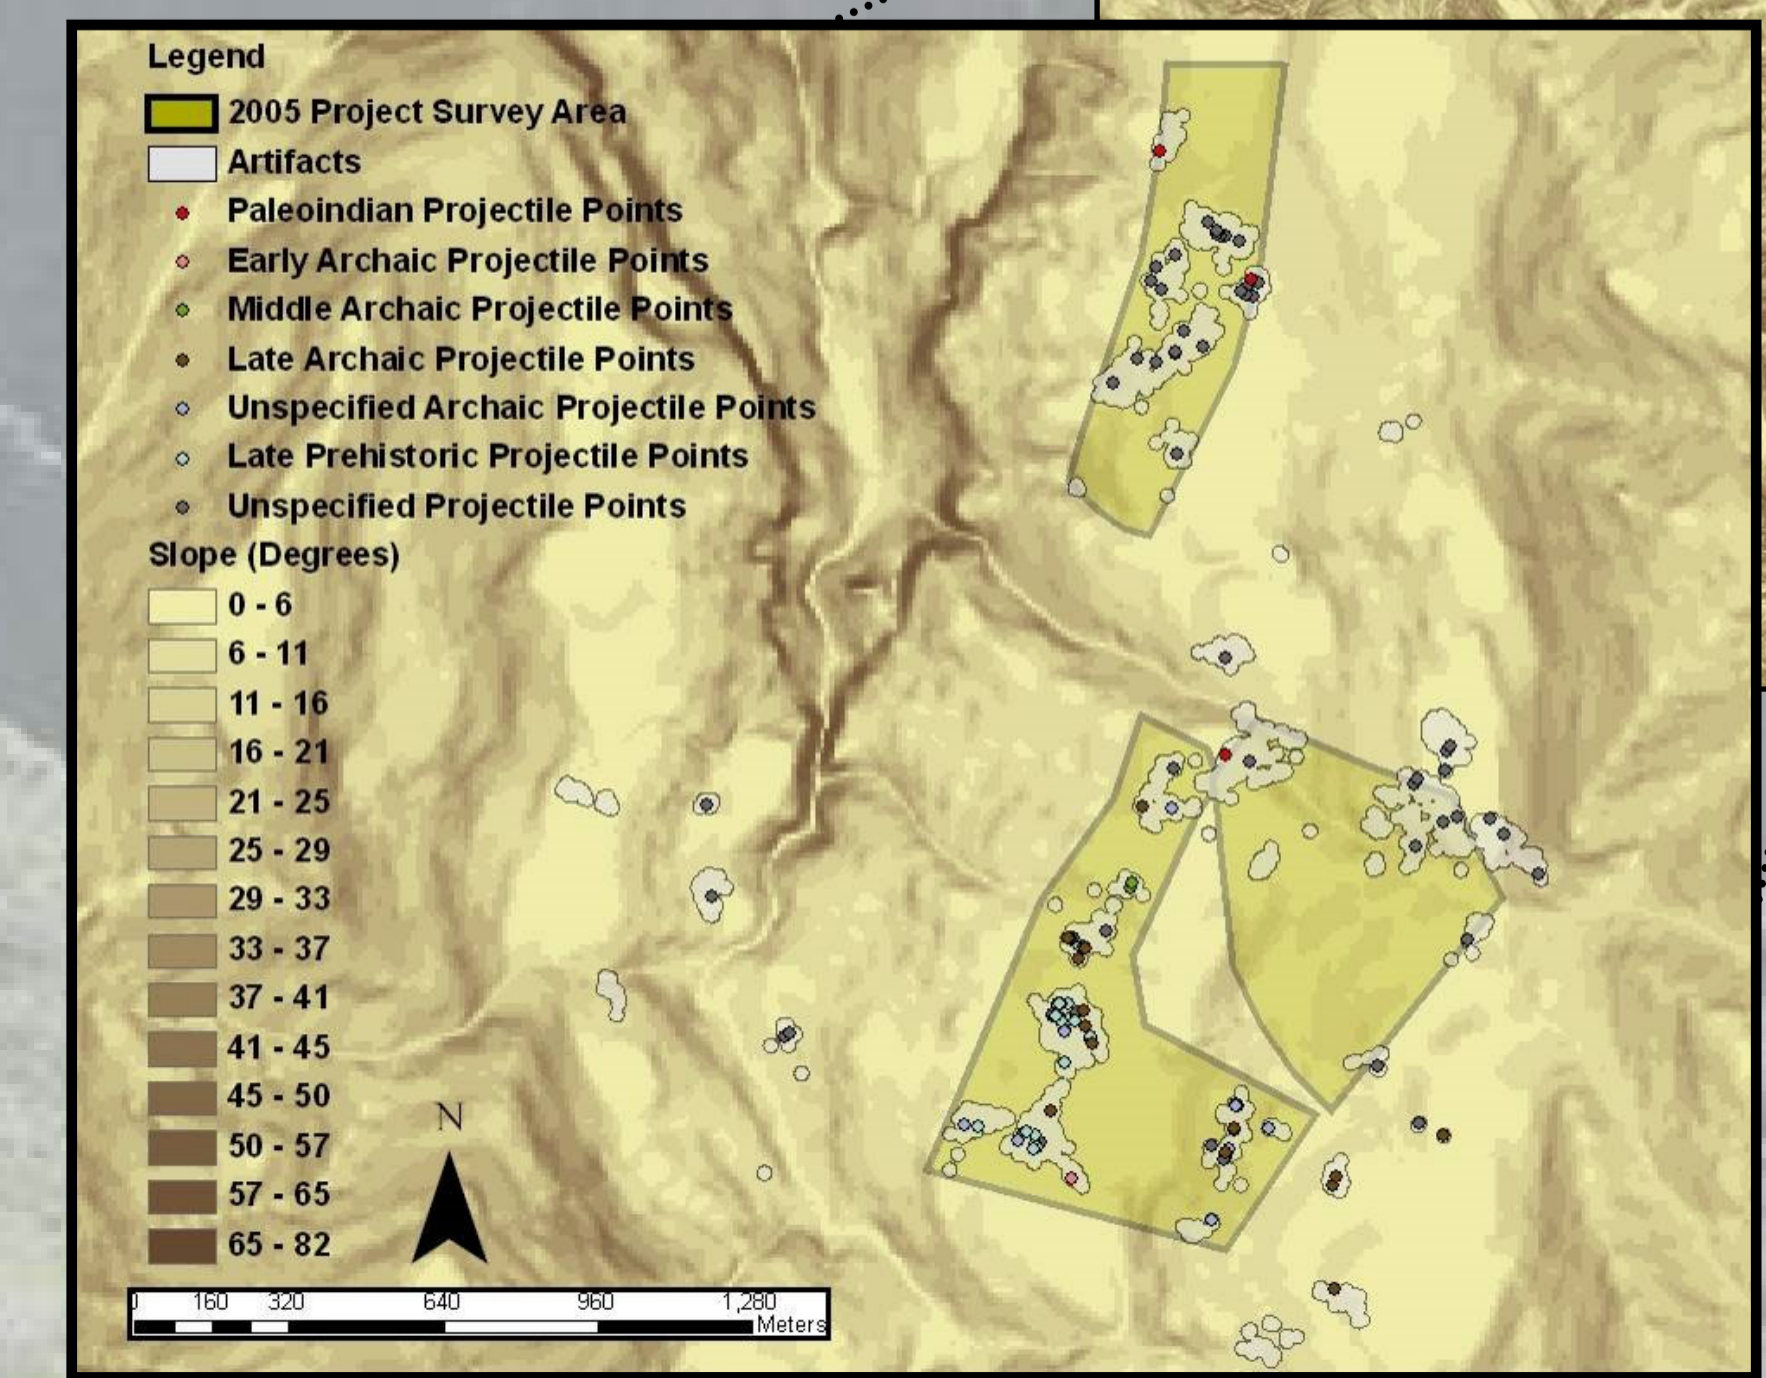 Legend
2005 Project Survey Area
Artifacts
Paleoindian Projectile Points
Early Archaic Projectile Points
Middle Archaic Projectile Points
Late Archaic Projectile Points
Unspecified Archaic Projectile Points
Late Prehistoric Projectile Points
Unspecified Projectile Points
Slope (Degrees)
0 - 6
6 - 11
11 - 16
16 - 21
21 - 25
25 - 29
29 - 33
33 - 37
37 - 41
41 - 45
45 - 50
50 - 57
57 - 65
65 - 82
N
0 160 320 640 960 1,280
Meters